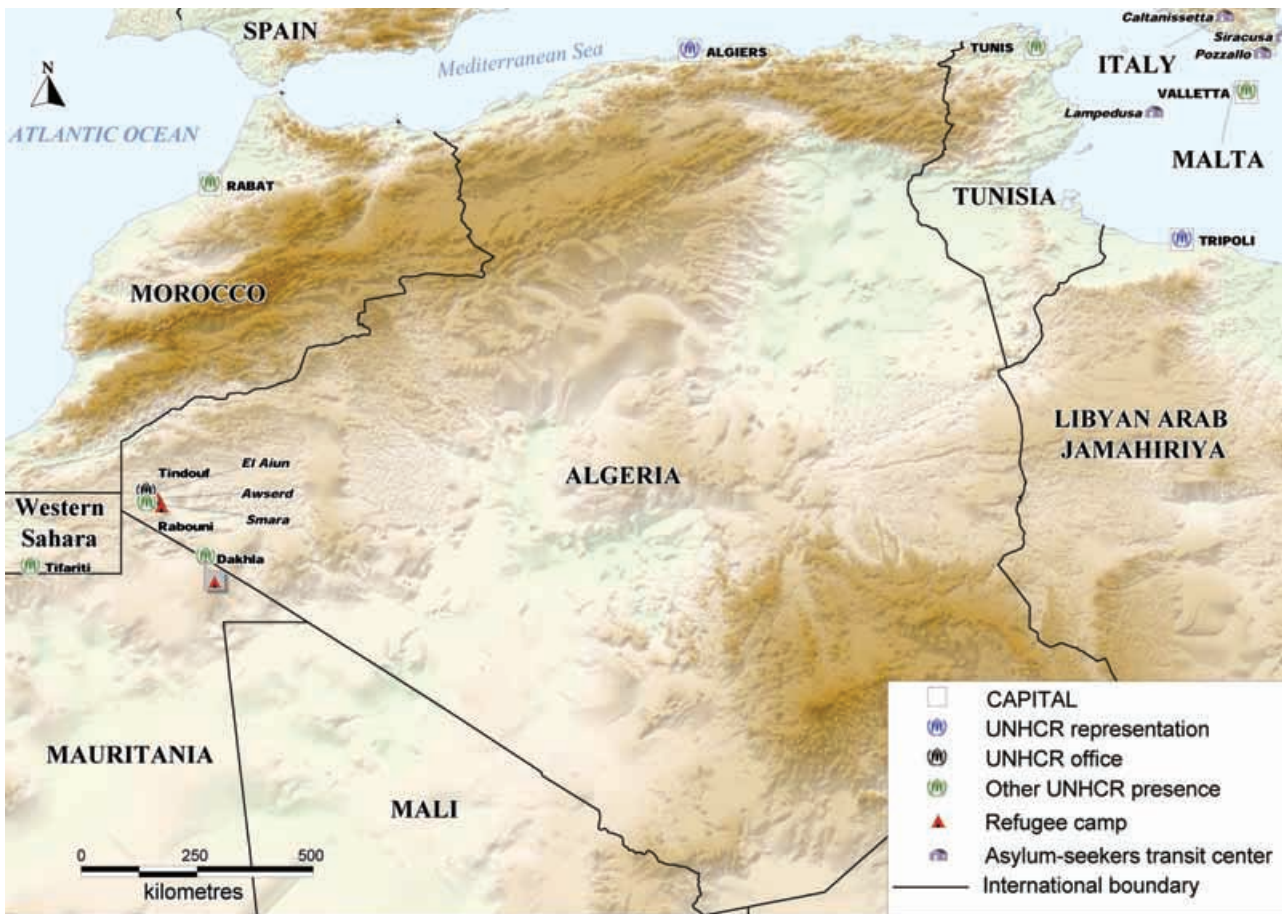 SPAIN
Caltanissetta
Siracusa
Pozzallo
N
Mediterranean Sea
ALGIERS
TUNIS
ITALY
VALLETTA
Lampedusa
ATLANTIC OCEAN
MALTA
RABAT
TUNISIA
TRIPOLI
MOROCCO
LIBYAN ARAB
JAMAHIRIYA
ALGERIA
Tindouf
El Aiun
Awserd
Smara
Rabouni
Western
Sahara
Tifariti
Dakhla
MAURITANIA
MALI
0 250 500
kilometres
CAPITAL
UNHCR representation
UNHCR office
Other UNHCR presence
Refugee camp
Asylum-seekers transit center
International boundary